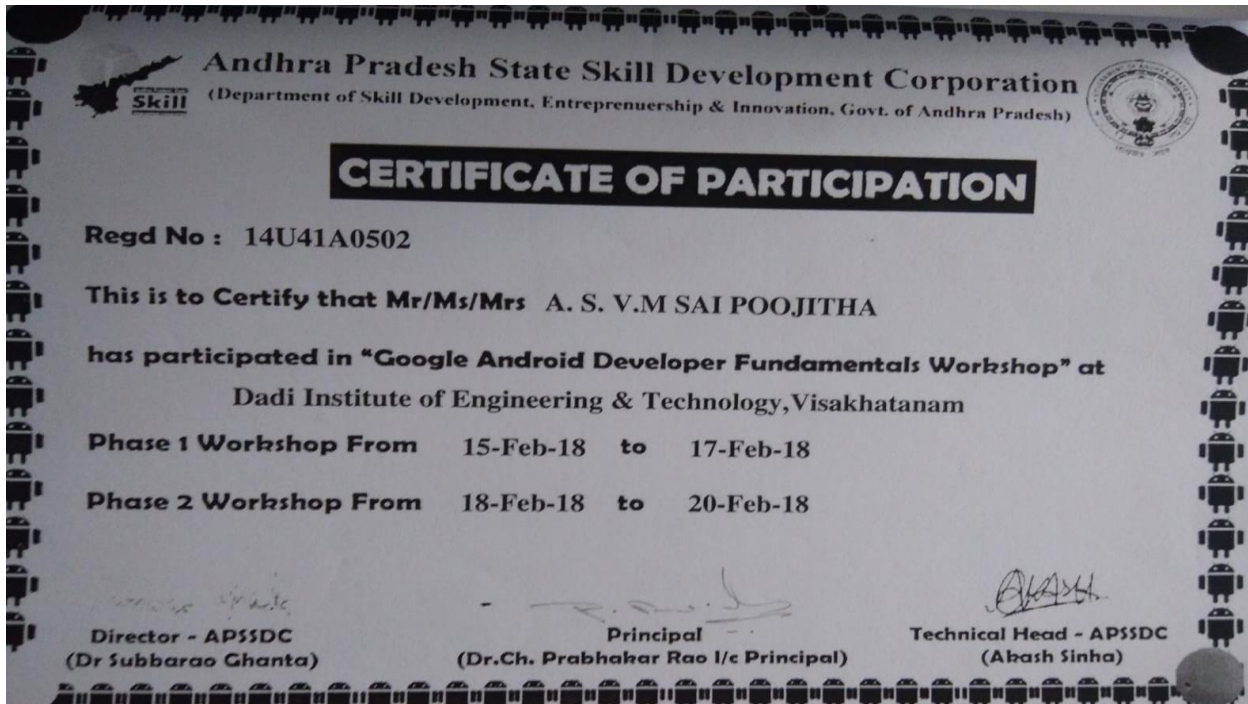 Andhra Pradesh State Skill Development Corporation
Skill
(Department of Skill Development, Entreprenuership & Innovation, Govt. of Andhra Pradesh)
CERTIFICATE OF PARTICIPATION
Regd No : 14U41A0502
This is to Certify that Mr/Ms/Mrs A. S. V.M SAI POOJITHA
has participated in “Google Android Developer Fundamentals Workshop” at
Dadi Institute of Engineering & Technology,Visakhatanam
Phase 1 Workshop From 15-Feb-18 to 17-Feb-18
Phase 2 Workshop From 18-Feb-18 to 20-Feb-18
Director - APSSDC
(Dr Subbarao Ghanta)
Principal
(Dr.Ch. Prabhakar Rao I/c Principal)
Technical Head - APSSDC
(Akash Sinha)